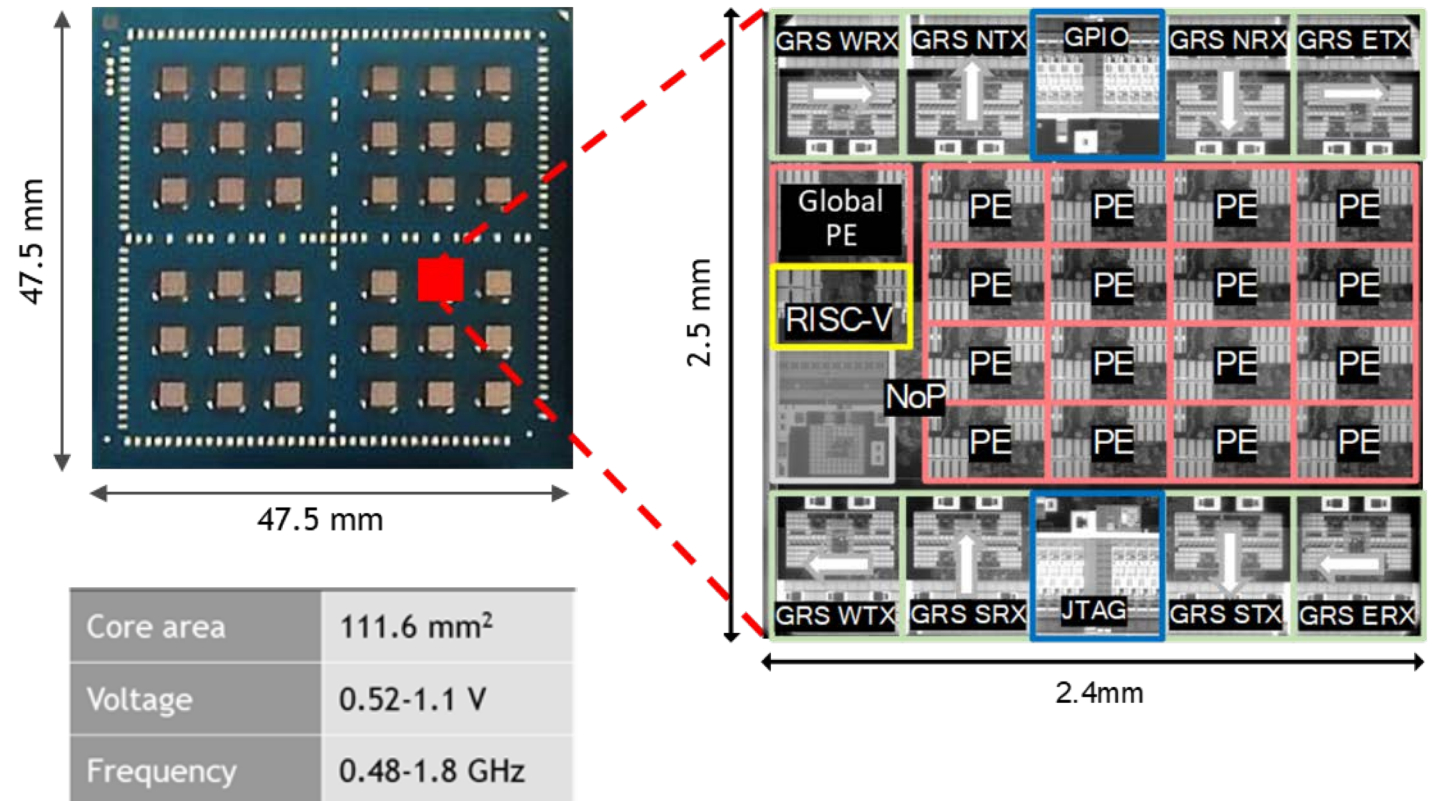 47.5 mm
47.5 mm
Core area 111.6 mm²
Voltage 0.52-1.1 V
Frequency 0.48-1.8 GHz
2.5 mm
GRS WRX GRS NTX GPIO GRS NRX GRS ETX
Global
PE
PE PE PE PE
RISC-V
PE PE PE PE
PE PE PE PE
NoP
PE PE PE PE
GRS WTX GRS SRX JTAG GRS STX GRS ERX
2.4mm